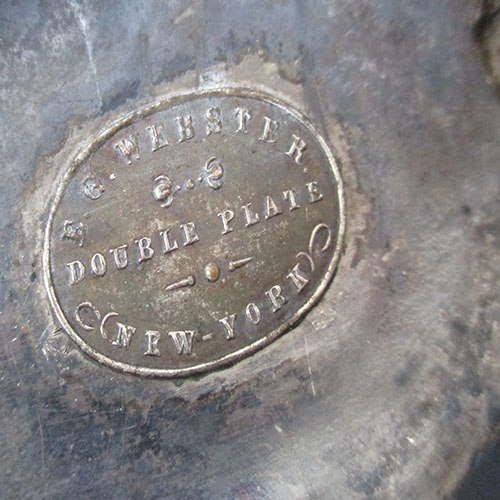 E. G. WEBSTER
DOUBLE PLATE
NEW-YORK